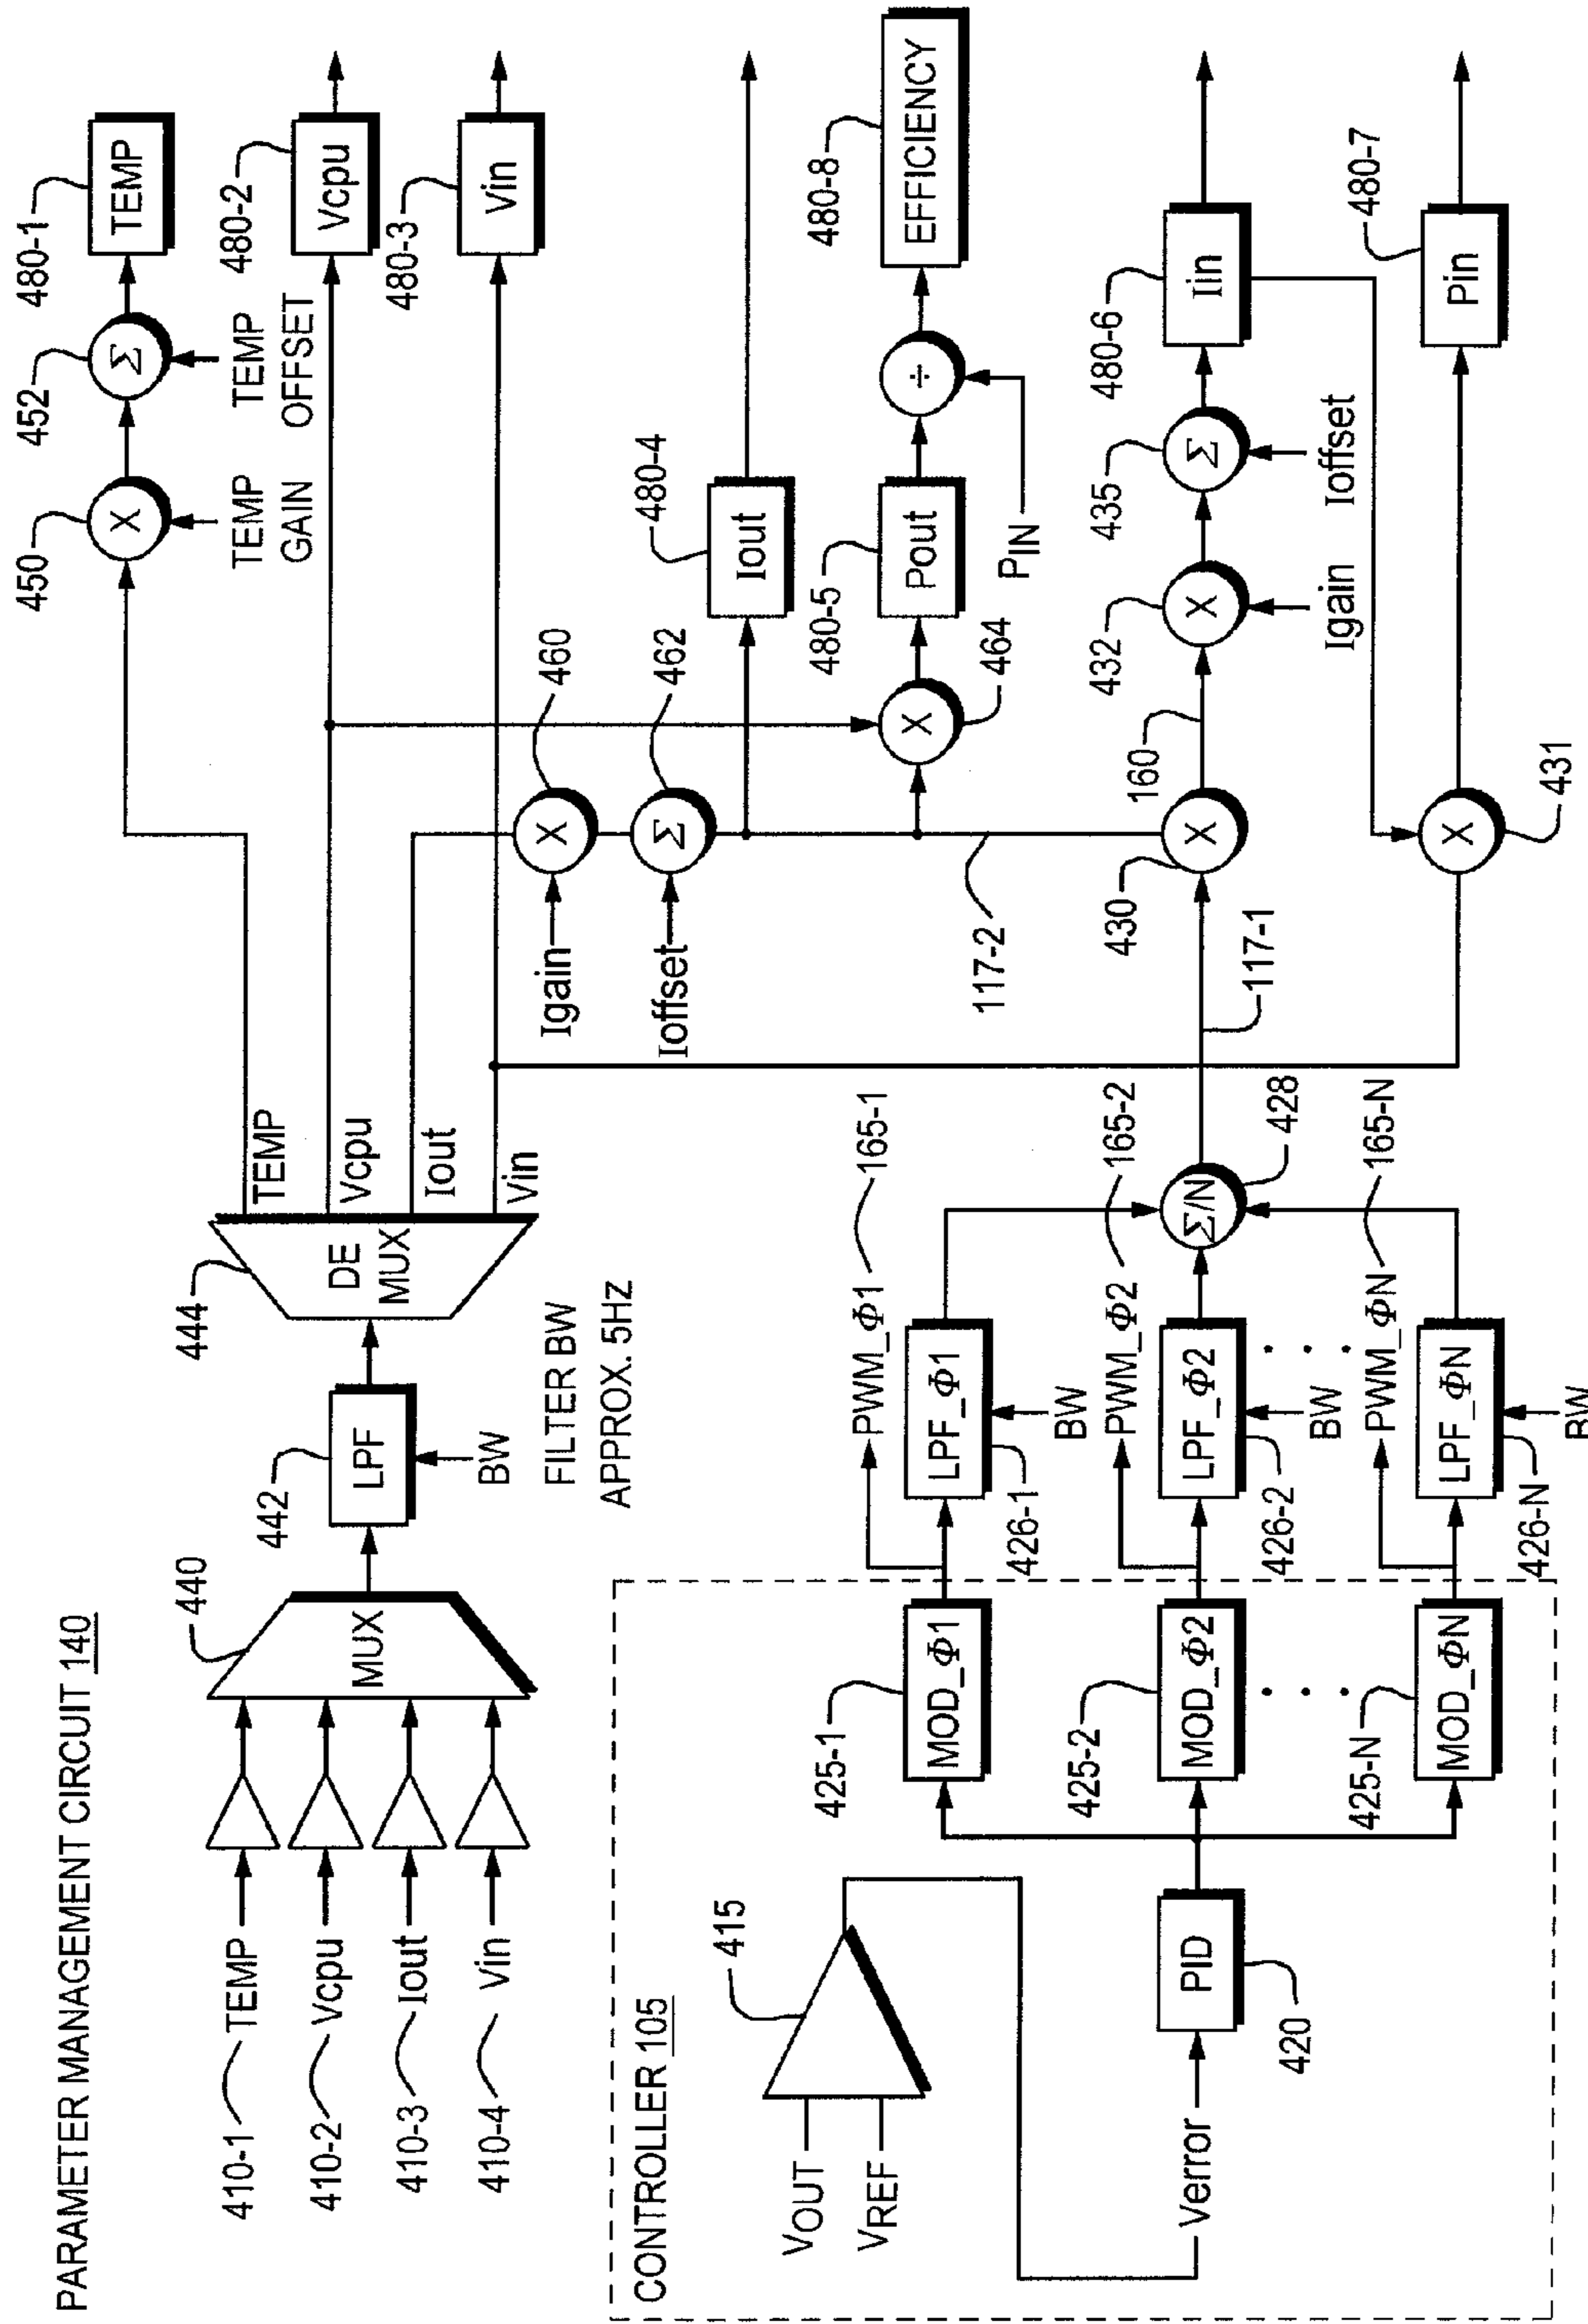 PARAMETER MANAGEMENT CIRCUIT 140
410-1
TEMP
410-2
Vcpu
410-3
Iout
410-4
Vin
440
MUX
442
LPF
BW
FILTER BW
APPROX. 5Hz
444
DE
MUX
TEMP
Vcpu
Iout
Vin
450
X
TEMP
GAIN
452
Σ
TEMP
OFFSET
480-1
TEMP
480-2
Vcpu
480-3
Vin
460
X
Igain
462
Σ
Ioffset
480-4
Iout
117-2
464
X
480-5
Pout
÷
PIN
480-8
EFFICIENCY
CONTROLLER 105
VOUT
VREF
415
Verror
PID
420
425-1
MOD_Φ1
425-2
MOD_Φ2
. . .
425-N
MOD_ΦN
PWM_Φ1
165-1
LPF_Φ1
426-1
BW
PWM_Φ2
165-2
LPF_Φ2
426-2
BW
. . .
PWM_ΦN
165-N
LPF_ΦN
426-N
BW
Σ/N
428
117-1
430
X
160
432
X
Igain
435
Σ
Ioffset
480-6
Iin
431
X
480-7
Pin